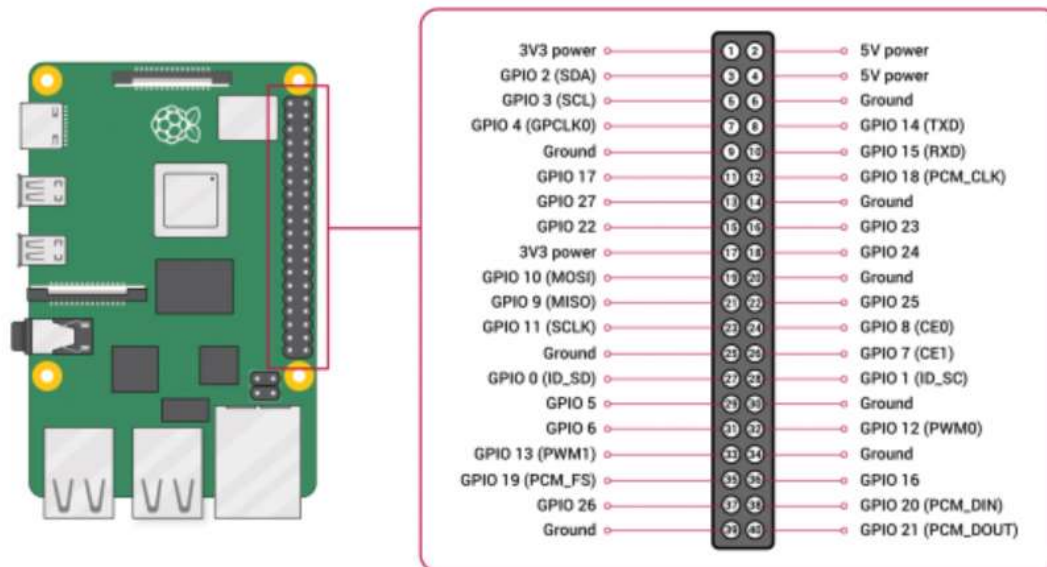 3V3 power 1 2 5V power
GPIO 2 (SDA) 3 4 5V power
GPIO 3 (SCL) 5 6 Ground
GPIO 4 (GPCLK0) 7 8 GPIO 14 (TXD)
Ground 9 10 GPIO 15 (RXD)
GPIO 17 11 12 GPIO 18 (PCM_CLK)
GPIO 27 13 14 Ground
GPIO 22 15 16 GPIO 23
3V3 power 17 18 GPIO 24
GPIO 10 (MOSI) 19 20 Ground
GPIO 9 (MISO) 21 22 GPIO 25
GPIO 11 (SCLK) 23 24 GPIO 8 (CE0)
Ground 25 26 GPIO 7 (CE1)
GPIO 0 (ID_SD) 27 28 GPIO 1 (ID_SC)
GPIO 5 29 30 Ground
GPIO 6 31 32 GPIO 12 (PWM0)
GPIO 13 (PWM1) 33 34 Ground
GPIO 19 (PCM_FS) 35 36 GPIO 16
GPIO 26 37 38 GPIO 20 (PCM_DIN)
Ground 39 40 GPIO 21 (PCM_DOUT)